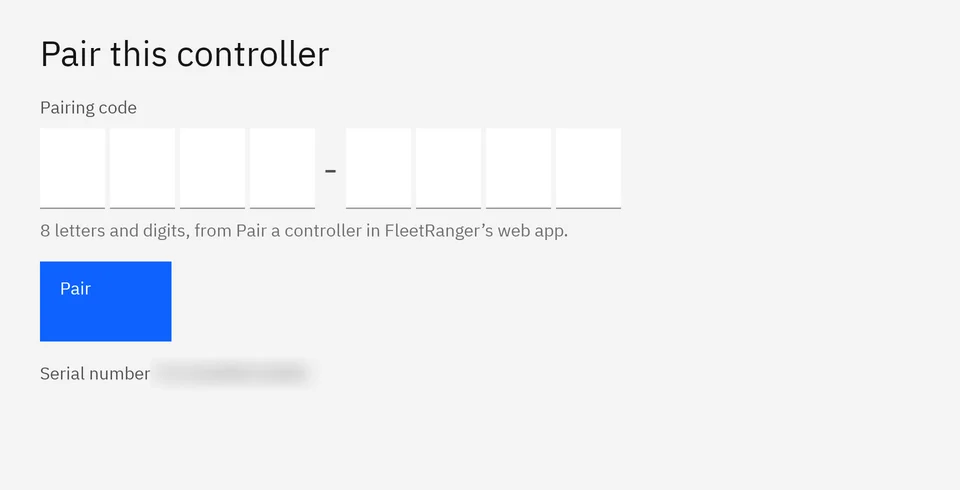 Pair this controller
Pairing code
-
8 letters and digits, from Pair a controller in FleetRanger’s web app.
Pair
Serial number